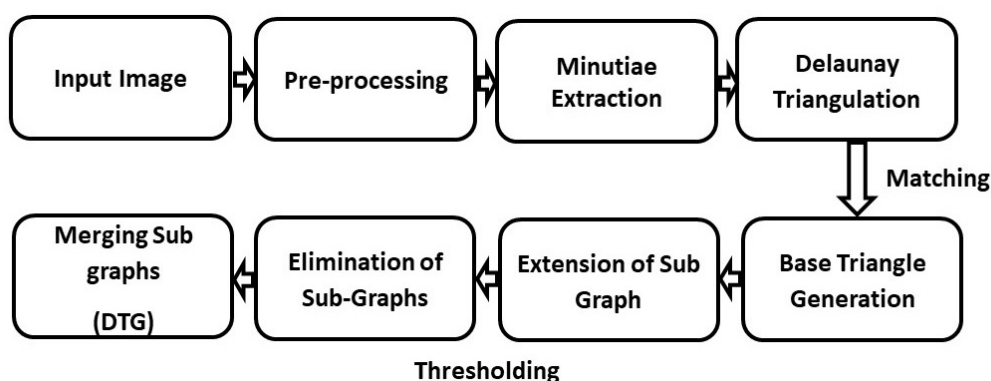 Input Image
Pre-processing
Minutiae
Extraction
Delaunay
Triangulation
Matching
Merging Sub
graphs
(DTG)
Elimination of
Sub-Graphs
Extension of Sub
Graph
Base Triangle
Generation
Thresholding